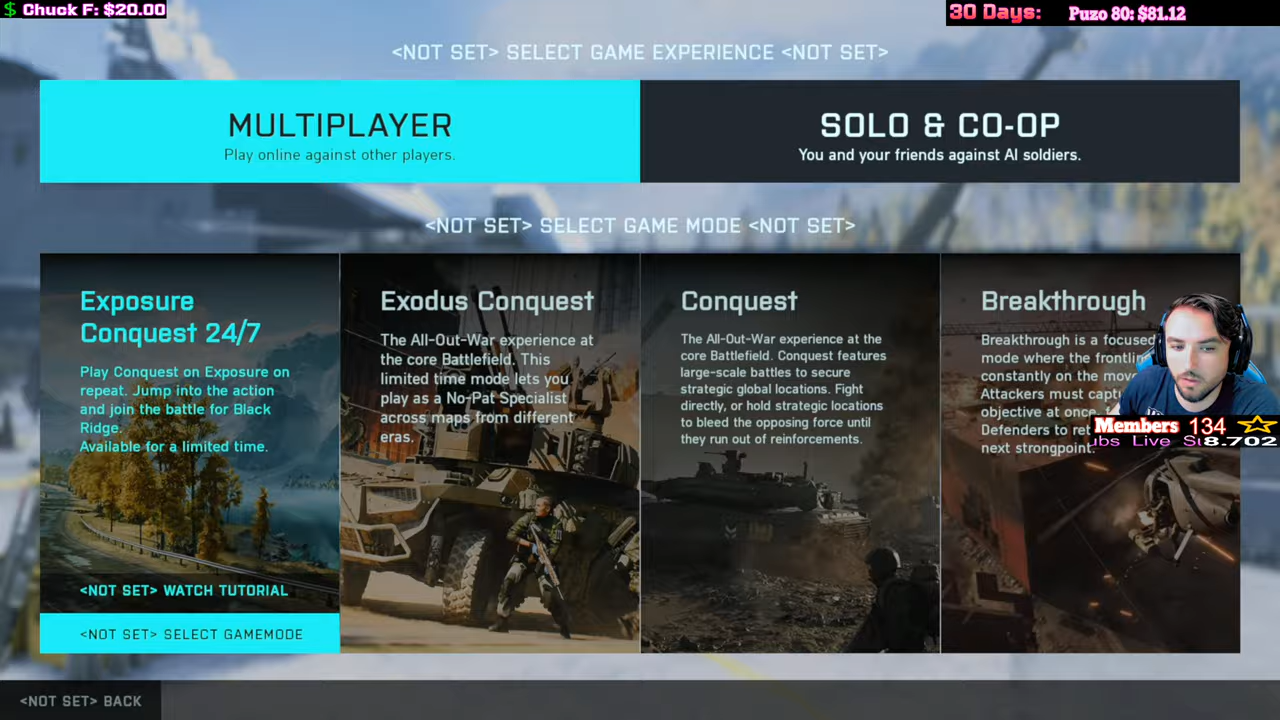 $ Chuck F: $20.00
30 Days: Puzo 80: $81.12
<NOT SET> SELECT GAME EXPERIENCE <NOT SET>
MULTIPLAYER
Play online against other players.
SOLO & CO-OP
You and your friends against AI soldiers.
<NOT SET> SELECT GAME MODE <NOT SET>
Exposure
Conquest 24/7
Play Conquest on Exposure on
repeat. Jump into the action
and join the battle for Black
Ridge.
Available for a limited time.
<NOT SET> WATCH TUTORIAL
<NOT SET> SELECT GAMEMODE
Exodus Conquest
The All-Out-War experience at
the core Battlefield. This
limited time mode lets you
play as a No-Pat Specialist
across maps from different
eras.
Conquest
The All-Out-War experience at the
core Battlefield. Conquest features
large-scale battles to secure
strategic global locations. Fight
directly, or hold strategic locations
to bleed the opposing force until
they run out of reinforcements.
Breakthrough
Breakthrough is a focused
mode where the
constantly on the
Attackers must
objective at once.
Defenders to
next strongpoint.
Members 134
ubs Live 8.702
<NOT SET> BACK